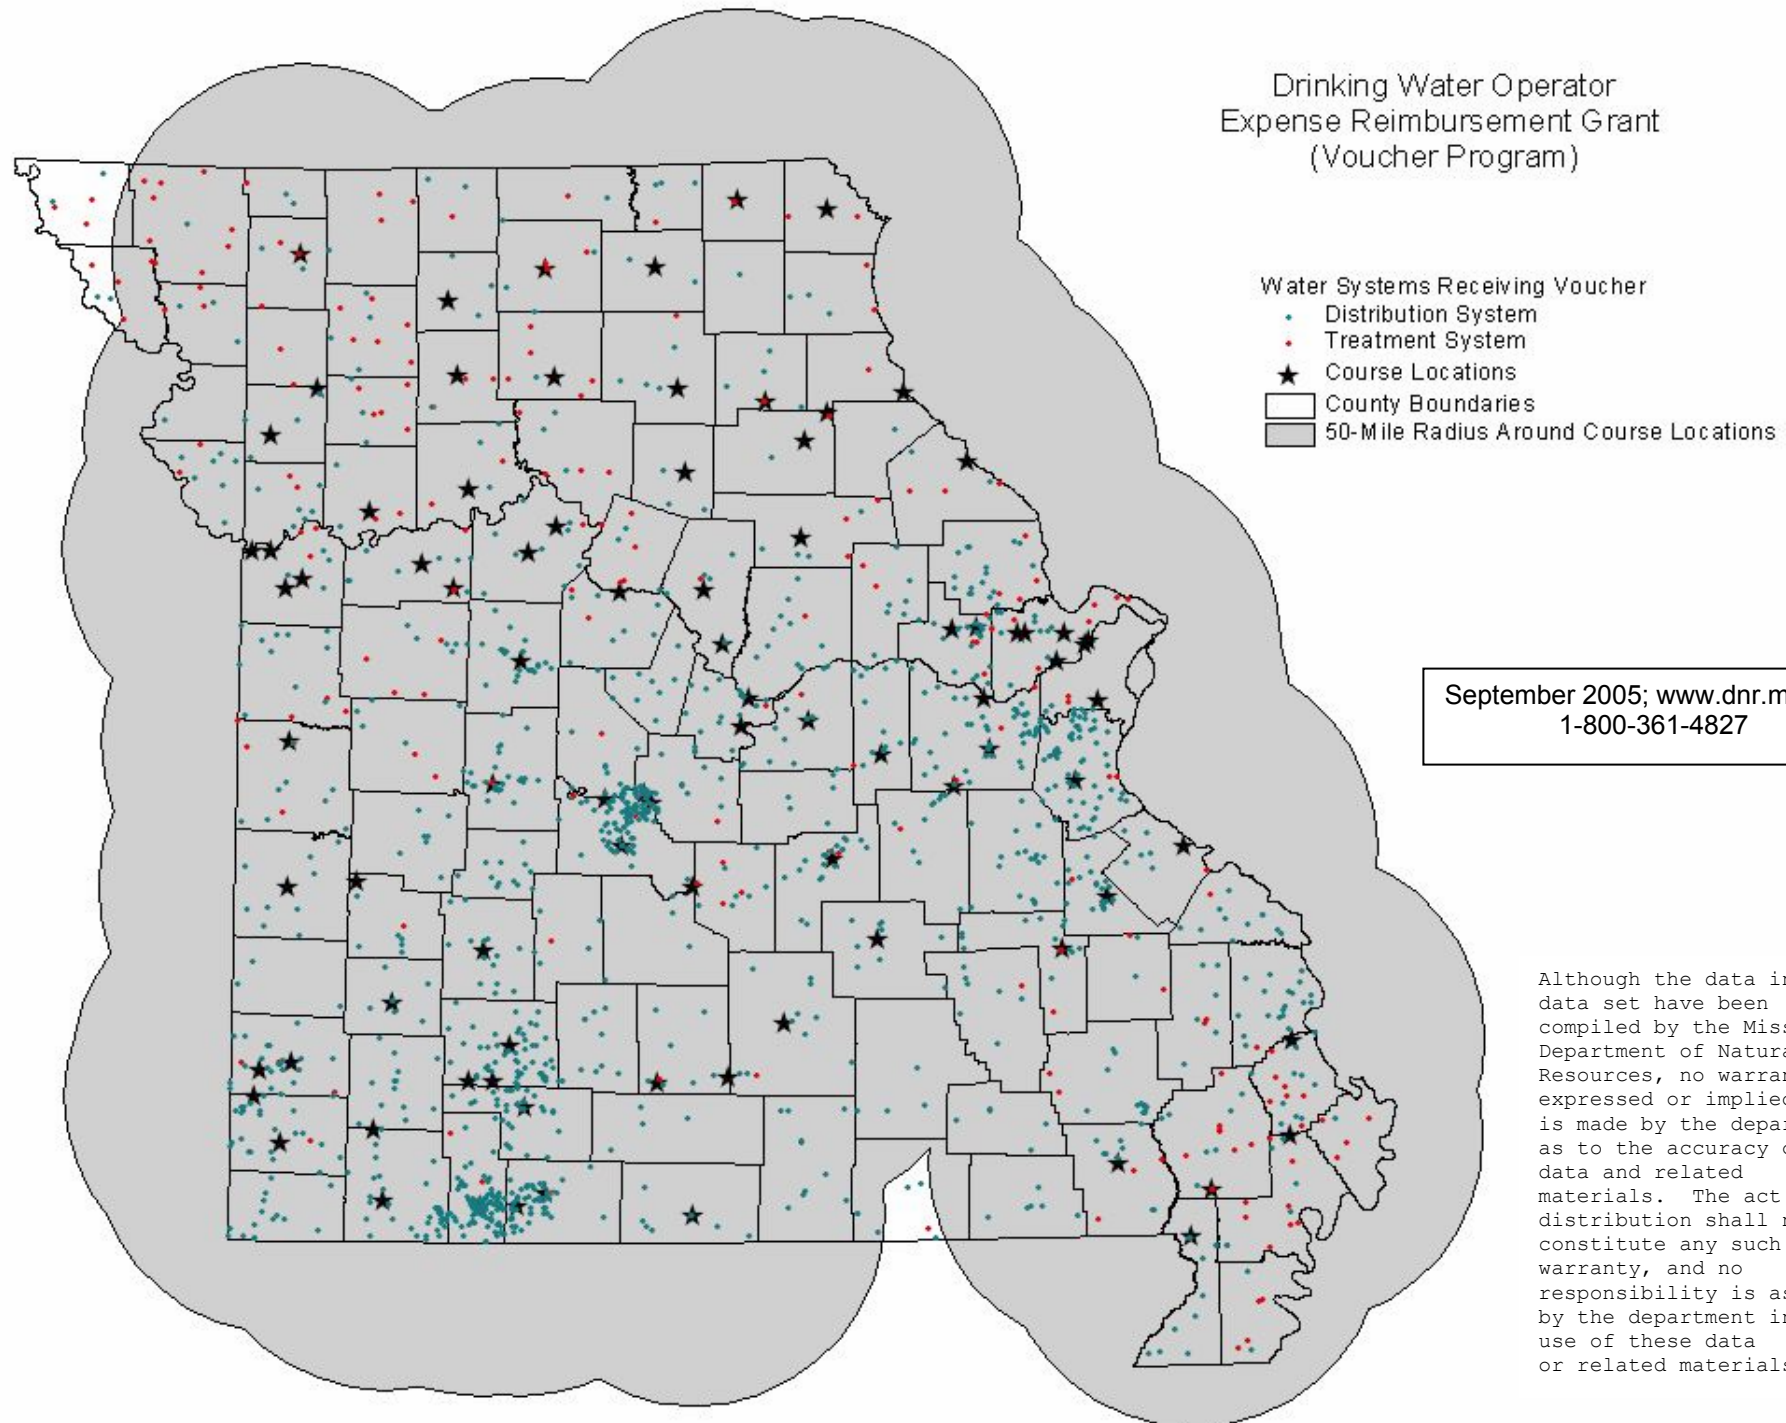 Drinking Water Operator
Expense Reimbursement Grant
(Voucher Program)
Water Systems Receiving Voucher
Distribution System
Treatment System
Course Locations
County Boundaries
50-Mile Radius Around Course Locations
September 2005; www.dnr.m
1-800-361-4827
Although the data in
data set have been
compiled by the Miss
Department of Natura
Resources, no warran
expressed or implied
is made by the depar
as to the accuracy o
data and related
materials. The act
distribution shall n
constitute any such
warranty, and no
responsibility is as
by the department in
use of these data
or related materials